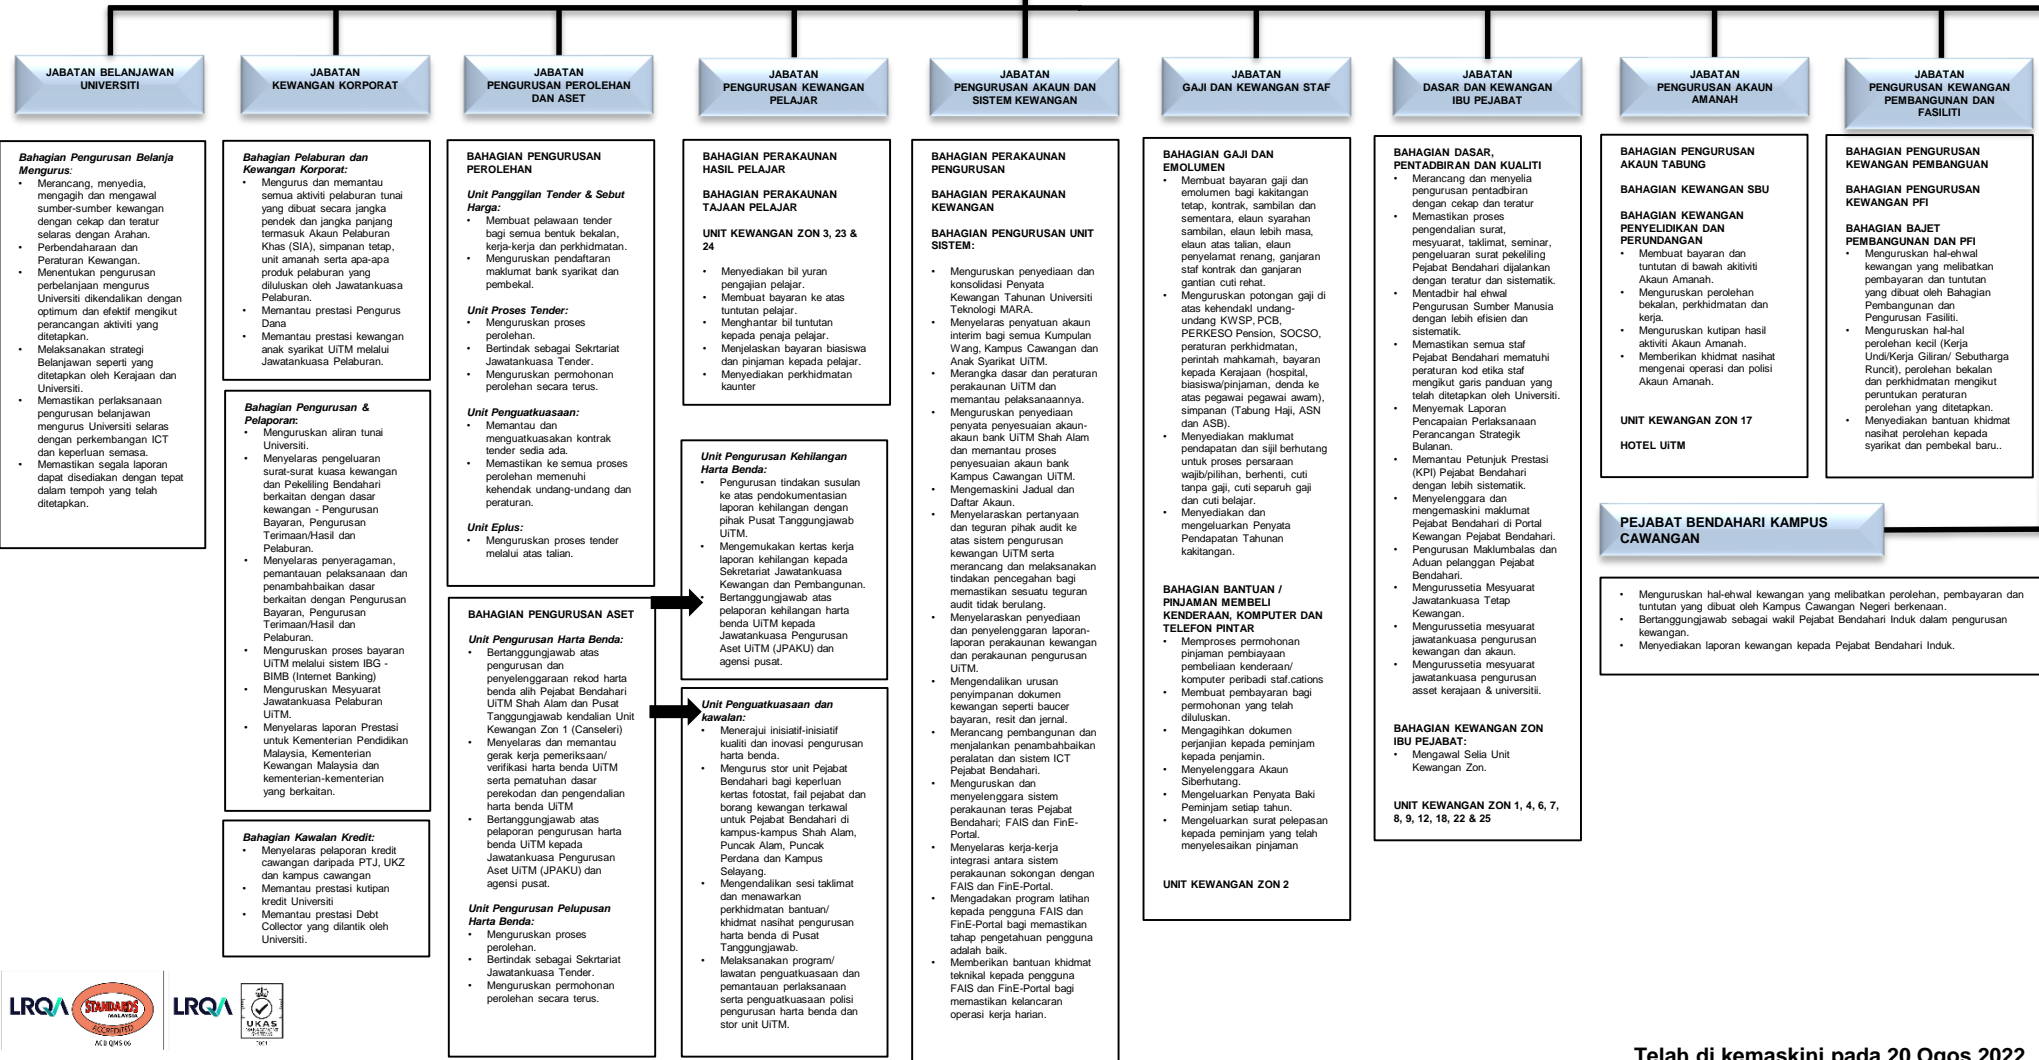 JABATAN BELANJAWAN
UNIVERSITI
Bahagian Pengurusan Belanja
Mengurus:
• Merancang, menyedia,
mengagih dan mengawal
sumber-sumber kewangan
dengan cekap dan teratur
selaras dengan Arahan.
• Perbendaharaan dan
Peraturan Kewangan.
• Menentukan pengurusan
perbelanjaan mengurus
Universiti dikendalikan dengan
optimum dan efektif mengikut
perancangan aktiviti yang
ditetapkan.
• Melaksanakan strategi
Belanjawan seperti yang
ditetapkan oleh Kerajaan dan
Universiti.
• Memastikan perlaksanaan
pengurusan belanjawan
mengurus Universiti selaras
dengan perkembangan ICT
dan keperluan semasa.
• Memastikan segala laporan
dapat disediakan dengan tepat
dalam tempoh yang telah
ditetapkan.
JABATAN
KEWANGAN KORPORAT
Bahagian Pelaburan dan
Kewangan Korporat:
• Mengurus dan memantau
semua aktiviti pelaburan tunai
yang dibuat secara jangka
pendek dan jangka panjang
termasuk Akaun Pelaburan
Khas (SIA), simpanan tetap,
unit amanah serta apa-apa
produk pelaburan yang
diluluskan oleh Jawatankuasa
Pelaburan.
• Memantau prestasi Pengurus
Dana
• Memantau prestasi kewangan
anak syarikat UiTM melalui
Jawatankuasa Pelaburan.
Bahagian Pengurusan &
Pelaporan:
• Menguruskan aliran tunai
Universiti.
• Menyelaras pengeluaran
surat-surat kuasa kewangan
dan Pekeliling Bendahari
berkaitan dengan dasar
kewangan - Pengurusan
Bayaran, Pengurusan
Terimaan/Hasil dan
Pelaburan.
• Menyelaras penyeragaman,
pemantauan pelaksanaan dan
penambahbaikan dasar
berkaitan dengan Pengurusan
Bayaran, Pengurusan
Terimaan/Hasil dan
Pelaburan.
• Menguruskan proses bayaran
UiTM melalui sistem IBG -
BIMB (Internet Banking)
• Menguruskan Mesyuarat
Jawatankuasa Pelaburan
UiTM.
• Menyelaras laporan Prestasi
untuk Kementerian Pendidikan
Malaysia, Kementerian
Kewangan Malaysia dan
kementerian-kementerian
yang berkaitan.
Bahagian Kawalan Kredit:
• Menyelaras pelaporan kredit
cawangan daripada PTJ, UKZ
dan kampus cawangan
• Memantau prestasi kutipan
kredit Universiti
• Memantau prestasi Debt
Collector yang dilantik oleh
Universiti.
JABATAN
PENGURUSAN PEROLEHAN
DAN ASET
BAHAGIAN PENGURUSAN
PEROLEHAN
Unit Panggilan Tender & Sebut
Harga:
• Membuat pelawaan tender
bagi semua bentuk bekalan,
kerja-kerja dan perkhidmatan.
• Menguruskan pendaftaran
maklumat bank syarikat dan
pembekal.
Unit Proses Tender:
• Menguruskan proses
perolehan.
• Bertindak sebagai Sekrtariat
Jawatankuasa Tender.
• Menguruskan permohonan
perolehan secara terus.
Unit Penguatkuasaan:
• Memantau dan
menguatkuasakan kontrak
tender sedia ada.
• Memastikan ke semua proses
perolehan memenuhi
kehendak undang-undang dan
peraturan.
Unit Eplus:
• Menguruskan proses tender
melalui atas talian.
BAHAGIAN PENGURUSAN ASET
Unit Pengurusan Harta Benda:
• Bertanggungjawab atas
pengurusan dan
penyelenggaraan rekod harta
benda alih Pejabat Bendahari
UiTM Shah Alam dan Pusat
Tanggungjawab kendalian Unit
Kewangan Zon 1 (Canseleri)
• Menyelaras dan memantau
gerak kerja pemeriksaan/
verifikasi harta benda UiTM
serta pematuhan dasar
perekodan dan pengendalian
harta benda UiTM
• Bertanggungjawab atas
pelaporan pengurusan harta
benda UiTM kepada
Jawatankuasa Pengurusan
Aset UiTM (JPAKU) dan
agensi pusat.
Unit Pengurusan Pelupusan
Harta Benda:
• Menguruskan proses
perolehan.
• Bertindak sebagai Sekrtariat
Jawatankuasa Tender.
• Menguruskan permohonan
perolehan secara terus.
JABATAN
PENGURUSAN KEWANGAN
PELAJAR
BAHAGIAN PERAKAUNAN
HASIL PELAJAR
BAHAGIAN PERAKAUNAN
TAJAAN PELAJAR
UNIT KEWANGAN ZON 3, 23 &
24
• Menyediakan bil yuran
pengajian pelajar.
• Membuat bayaran ke atas
tuntutan pelajar.
• Menghantar bil tuntutan
kepada penaja pelajar.
• Menjelaskan bayaran biasiswa
dan pinjaman kepada pelajar.
• Menyediakan perkhidmatan
kaunter
Unit Pengurusan Kehilangan
Harta Benda:
• Pengurusan tindakan susulan
ke atas pendokumentasian
laporan kehilangan dengan
pihak Pusat Tanggungjawab
UiTM.
• Mengemukakan kertas kerja
laporan kehilangan kepada
Sekretariat Jawatankuasa
Kewangan dan Pembangunan.
• Bertanggungjawab atas
pelaporan kehilangan harta
benda UiTM kepada
Jawatankuasa Pengurusan
Aset UiTM (JPAKU) dan
agensi pusat.
Unit Penguatkuasaan dan
kawalan:
• Menerajui inisiatif-inisiatif
kualiti dan inovasi pengurusan
harta benda.
• Mengurus stor unit Pejabat
Bendahari bagi keperluan
kertas fotostat, fail pejabat dan
borang kewangan terkawal
untuk Pejabat Bendahari di
kampus-kampus Shah Alam,
Puncak Alam, Puncak
Perdana dan Kampus
Selayang.
• Mengendalikan sesi taklimat
dan menawarkan
perkhidmatan bantuan/
khidmat nasihat pengurusan
harta benda di Pusat
Tanggungjawab.
• Melaksanakan program/
lawatan penguatkuasaan dan
pemantauan perlaksanaan
serta penguatkuasaan polisi
pengurusan harta benda dan
stor unit UiTM.
JABATAN
PENGURUSAN AKAUN DAN
SISTEM KEWANGAN
BAHAGIAN PERAKAUNAN
PENGURUSAN
BAHAGIAN PERAKAUNAN
KEWANGAN
BAHAGIAN PENGURUSAN UNIT
SISTEM:
• Menguruskan penyediaan dan
konsolidasi Penyata
Kewangan Tahunan Universiti
Teknologi MARA.
• Menyelaras penyatuan akaun
interim bagi semua Kumpulan
Wang, Kampus Cawangan dan
Anak Syarikat UiTM.
• Merangka dasar dan peraturan
perakaunan UiTM dan
memantau pelaksanaannya.
• Menguruskan penyediaan
penyata penyesuaian akaun-
akaun bank UiTM Shah Alam
dan memantau proses
penyesuaian akaun bank
Kampus Cawangan UiTM.
• Mengemaskini Jadual dan
Daftar Akaun.
• Menyelaraskan pertanyaan
dan teguran pihak audit ke
atas sistem pengurusan
kewangan UiTM serta
merancang dan melaksanakan
tindakan pencegahan bagi
memastikan sesuatu teguran
audit tidak berulang.
• Menyelaraskan penyediaan
dan penyelenggaran laporan-
laporan perakaunan kewangan
dan perakaunan pengurusan
UiTM.
• Mengendalikan urusan
penyimpanan dokumen
kewangan seperti baucer
bayaran, resit dan jernal.
• Merancang pembangunan dan
menjalankan penambahbaikan
peralatan dan sistem ICT
Pejabat Bendahari.
• Menguruskan dan
menyelenggara sistem
perakaunan teras Pejabat
Bendahari; FAIS dan FinE-
Portal.
• Menyelaras kerja-kerja
integrasi antara sistem
perakaunan sokongan dengan
FAIS dan FinE-Portal.
• Mengadakan program latihan
kepada pengguna FAIS dan
FinE-Portal bagi memastikan
tahap pengetahuan pengguna
adalah baik.
• Memberikan bantuan khidmat
teknikal kepada pengguna
FAIS dan FinE-Portal bagi
memastikan kelancaran
operasi kerja harian.
JABATAN
GAJI DAN KEWANGAN STAF
BAHAGIAN GAJI DAN
EMOLUMEN
• Membuat bayaran gaji dan
emolumen bagi kakitangan
tetap, kontrak, sambilan dan
sementara, elaun syarahan
sambilan, elaun lebih masa,
elaun atas talian, elaun
penyelamat renang, ganjaran
staf kontrak dan ganjaran
gantian cuti rehat.
• Menguruskan potongan gaji di
atas kehendakl undang-
undang KWSP, PCB,
PERKESO Pension, SOCSO,
peraturan perkhidmatan,
perintah mahkamah, bayaran
kepada Kerajaan (hospital,
biasiswa/pinjaman, denda ke
atas pegawai pegawai awam),
simpanan (Tabung Haji, ASN
dan ASB).
• Menyediakan maklumat
pendapatan dan sijil berhutang
untuk proses persaraan
wajib/pilihan, berhenti, cuti
tanpa gaji, cuti separuh gaji
dan cuti belajar.
• Menyediakan dan
mengeluarkan Penyata
Pendapatan Tahunan
kakitangan.
BAHAGIAN BANTUAN /
PINJAMAN MEMBELI
KENDERAAN, KOMPUTER DAN
TELEFON PINTAR
• Memproses permohonan
pinjaman pembiayaan
pembeliaan kenderaan/
komputer peribadi staf.cations
• Membuat pembayaran bagi
permohonan yang telah
diluluskan.
• Mengagihkan dokumen
perjanjian kepada peminjam
kepada penjamin.
• Menyelenggara Akaun
Siberhutang.
• Mengeluarkan Penyata Baki
Peminjam setiap tahun.
• Mengeluarkan surat pelepasan
kepada peminjam yang telah
menyelesaikan pinjaman
UNIT KEWANGAN ZON 2
JABATAN
DASAR DAN KEWANGAN
IBU PEJABAT
BAHAGIAN DASAR,
PENTADBIRAN DAN KUALITI
• Merancang dan menyelia
pengurusan pentadbiran
dengan cekap dan teratur
• Memastikan proses
pengendalian surat,
mesyuarat, taklimat, seminar,
pengeluaran surat pekeliling
Pejabat Bendahari dijalankan
dengan teratur dan sistematik.
• Mentadbir hal ehwal
Pengurusan Sumber Manusia
dengan lebih efisien dan
sistematik.
• Memastikan semua staf
Pejabat Bendahari mematuhi
peraturan kod etika staf
mengikut garis panduan yang
telah ditetapkan oleh Universiti.
• Menyemak Laporan
Pencapaian Perlaksanaan
Perancangan Strategik
Bulanan.
• Memantau Petunjuk Prestasi
(KPI) Pejabat Bendahari
dengan lebih sistematik.
• Menyelenggara dan
mengemaskini maklumat
Pejabat Bendahari di Portal
Kewangan Pejabat Bendahari.
• Pengurusan Maklumbalas dan
Aduan pelanggan Pejabat
Bendahari.
• Mengurussetia Mesyuarat
Jawatankuasa Tetap
Kewangan.
• Mengurussetia mesyuarat
jawatankuasa pengurusan
kewangan dan akaun.
• Mengurussetia mesyuarat
jawatankuasa pengurusan
asset kerajaan & universitii.
BAHAGIAN KEWANGAN ZON
IBU PEJABAT:
• Mengawal Selia Unit
Kewangan Zon.
UNIT KEWANGAN ZON 1, 4, 6, 7,
8, 9, 12, 18, 22 & 25
JABATAN
PENGURUSAN AKAUN
AMANAH
BAHAGIAN PENGURUSAN
AKAUN TABUNG
BAHAGIAN KEWANGAN SBU
BAHAGIAN KEWANGAN
PENYELIDIKAN DAN
PERUNDANGAN
• Membuat bayaran dan
tuntutan di bawah akitiviti
Akaun Amanah.
• Menguruskan perolehan
bekalan, perkhidmatan dan
kerja.
• Menguruskan kutipan hasil
aktiviti Akaun Amanah.
• Memberikan khidmat nasihat
mengenai operasi dan polisi
Akaun Amanah.
UNIT KEWANGAN ZON 17
HOTEL UiTM
JABATAN
PENGURUSAN KEWANGAN
PEMBANGUNAN DAN
FASILITI
BAHAGIAN PENGURUSAN
KEWANGAN PEMBANGUAN
BAHAGIAN PENGURUSAN
KEWANGAN PFI
BAHAGIAN BAJET
PEMBANGUNAN DAN PFI
• Menguruskan hal-ehwal
kewangan yang melibatkan
pembayaran dan tuntutan
yang dibuat oleh Bahagian
Pembangunan dan
Pengurusan Fasiliti.
• Menguruskan hal-hal
perolehan kecil (Kerja
Undi/Kerja Giliran/ Sebutharga
Runcit), perolehan bekalan
dan perkhidmatan mengikut
peruntukan peraturan
perolehan yang ditetapkan.
• Menyediakan bantuan khidmat
nasihat perolehan kepada
syarikat dan pembekal baru..
PEJABAT BENDAHARI KAMPUS
CAWANGAN
• Menguruskan hal-ehwal kewangan yang melibatkan perolehan, pembayaran dan
tuntutan yang dibuat oleh Kampus Cawangan Negeri berkenaan.
• Bertanggungjawab sebagai wakil Pejabat Bendahari Induk dalam pengurusan
kewangan.
• Menyediakan laporan kewangan kepada Pejabat Bendahari Induk.
LRQA
STANDARDS
MALAYSIA
ACCREDITED
ACB QMS 06
LRQA
UKAS
MANAGEMENT
SYSTEMS
Telah di kemaskini pada 20 Ogos 2022